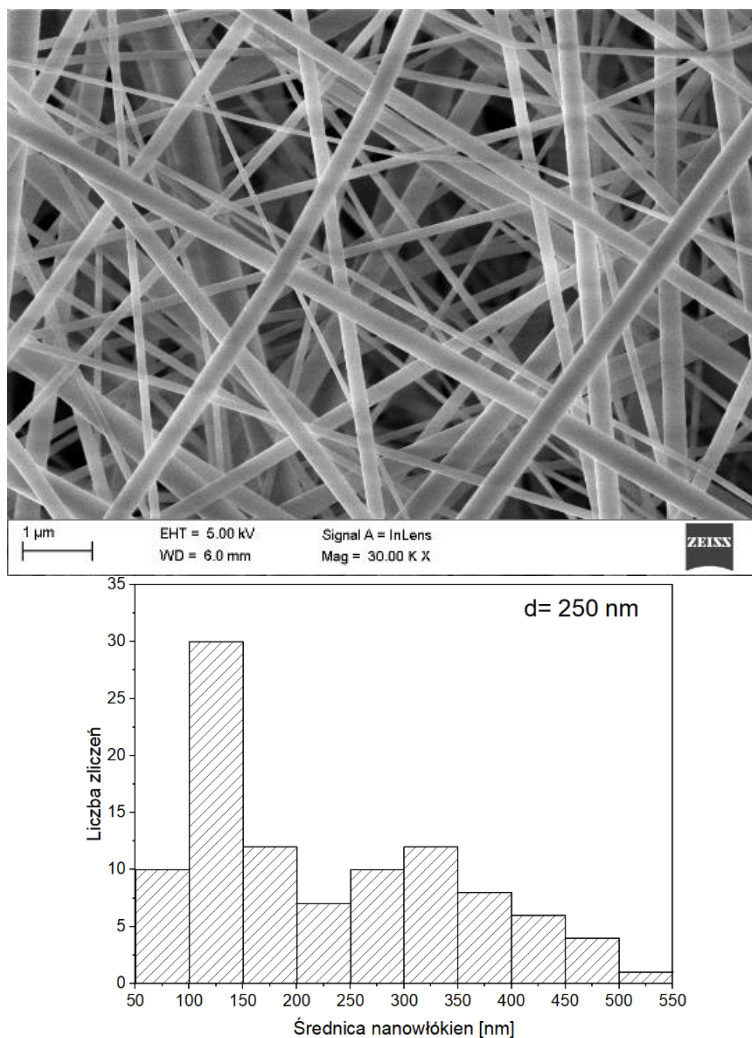 1 µm
EHT = 5.00 kV
Signal A = InLens
WD = 6.0 mm
Mag = 30.00 K X
ZEISS
d= 250 nm
35
30
25
20
15
10
5
0
Liczba zliczeń
50 100 150 200 250 300 350 400 450 500 550
Średnica nanowłókien [nm]